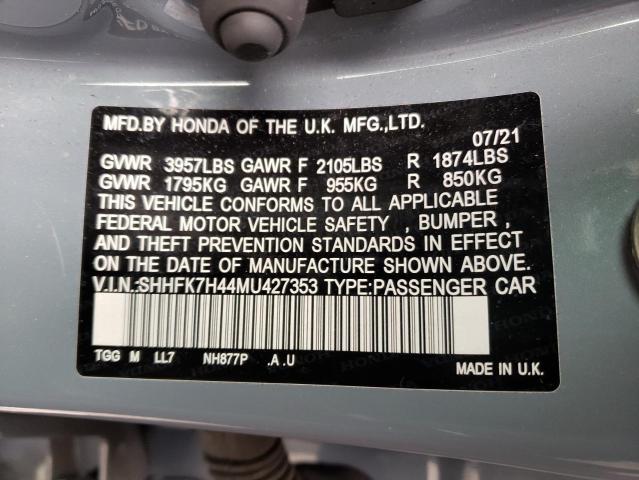 MFD.BY HONDA OF THE U.K. MFG.,LTD.
07/21
GVWR 3957LBS GAWR F 2105LBS R 1874LBS
GVWR 1795KG GAWR F 955KG R 850KG
THIS VEHICLE CONFORMS TO ALL APPLICABLE
FEDERAL MOTOR VEHICLE SAFETY , BUMPER ,
AND THEFT PREVENTION STANDARDS IN EFFECT
ON THE DATE OF MANUFACTURE SHOWN ABOVE.
V.I.N.:SHHFK7H44MU427353 TYPE:PASSENGER CAR
TGG M LL7 NH877P .A .U
MADE IN U.K.